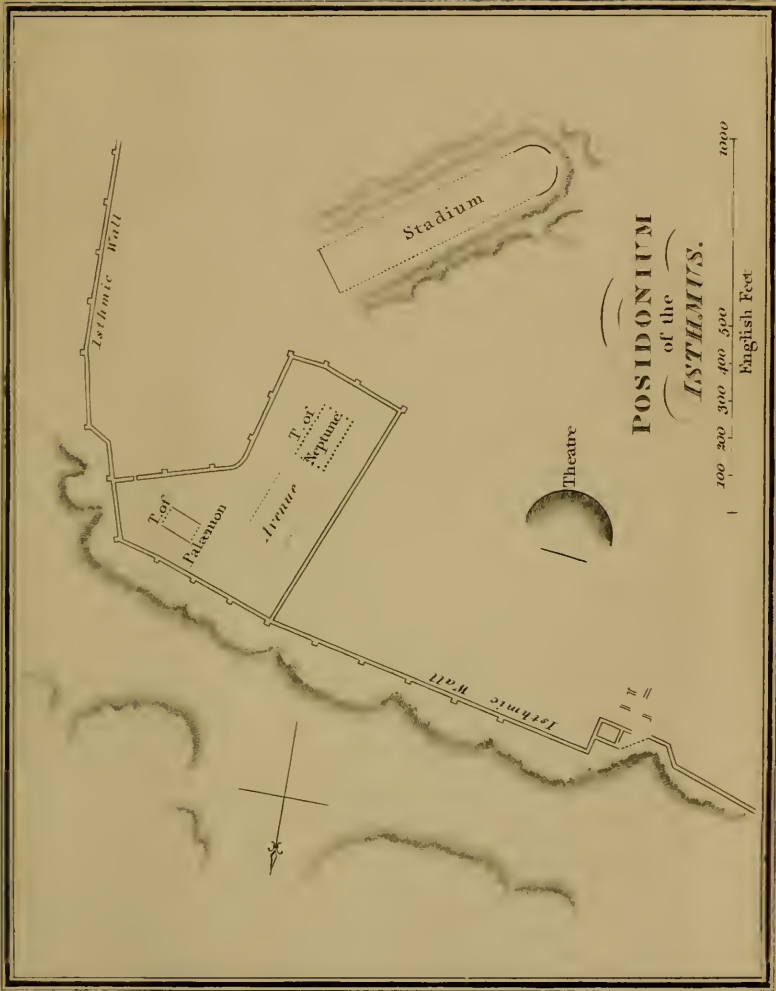 Isthmic Wall
Stadium
T. of
Palæmon
Avenue
T. of
Neptune
Isthmic Wall
Theatre
POSIDONIUM
of the
ISTHMUS.
100 200 300 400 500 1000
English Feet